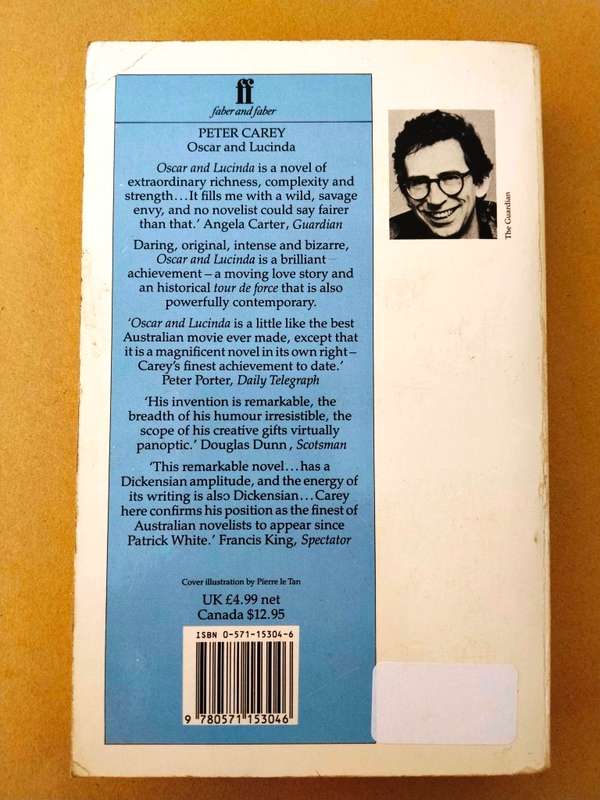 ff
faber and faber
PETER CAREY
Oscar and Lucinda
Oscar and Lucinda is a novel of
extraordinary richness, complexity and
strength...It fills me with a wild, savage
envy, and no novelist could say fairer
than that.' Angela Carter, Guardian
Daring, original, intense and bizarre,
Oscar and Lucinda is a brilliant
achievement – a moving love story and
an historical tour de force that is also
powerfully contemporary.
'Oscar and Lucinda is a little like the best
Australian movie ever made, except that
it is a magnificent novel in its own right –
Carey's finest achievement to date.'
Peter Porter, Daily Telegraph
'His invention is remarkable, the
breadth of his humour irresistible, the
scope of his creative gifts virtually
panoptic.' Douglas Dunn, Scotsman
'This remarkable novel...has a
Dickensian amplitude, and the energy of
its writing is also Dickensian...Carey
here confirms his position as the finest of
Australian novelists to appear since
Patrick White.' Francis King, Spectator
Cover illustration by Pierre le Tan
UK £4.99 net
Canada $12.95
ISBN 0-571-15304-6
9 780571 153046
The Guardian